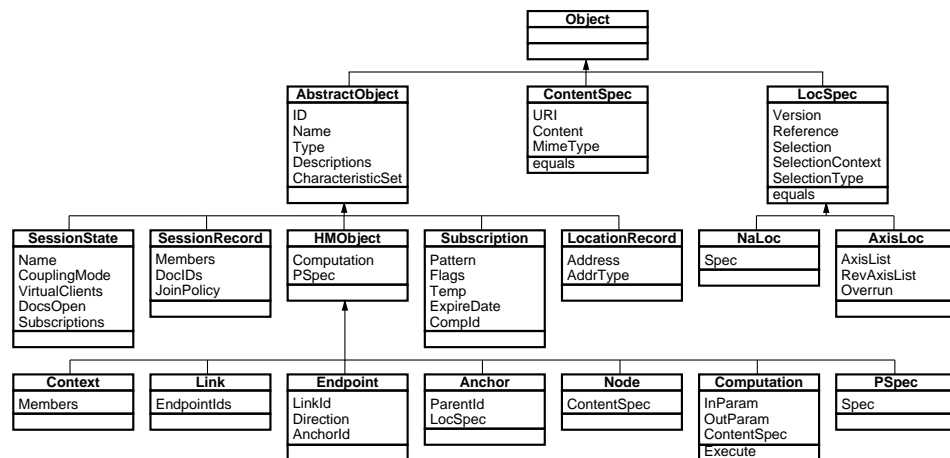 Object
AbstractObject
ID
Name
Type
Descriptions
CharacteristicSet
ContentSpec
URI
Content
MimeType
equals
LocSpec
Version
Reference
Selection
SelectionContext
SelectionType
equals
SessionState
Name
CouplingMode
VirtualClients
DocsOpen
Subscriptions
SessionRecord
Members
DocIDs
JoinPolicy
HMObject
Computation
PSpec
Subscription
Pattern
Flags
Temp
ExpireDate
CompId
LocationRecord
Address
AddrType
NaLoc
Spec
AxisLoc
AxisList
RevAxisList
Overrun
Context
Members
Link
EndpointIds
Endpoint
LinkId
Direction
AnchorId
Anchor
ParentId
LocSpec
Node
ContentSpec
Computation
InParam
OutParam
ContentSpec
Execute
PSpec
Spec